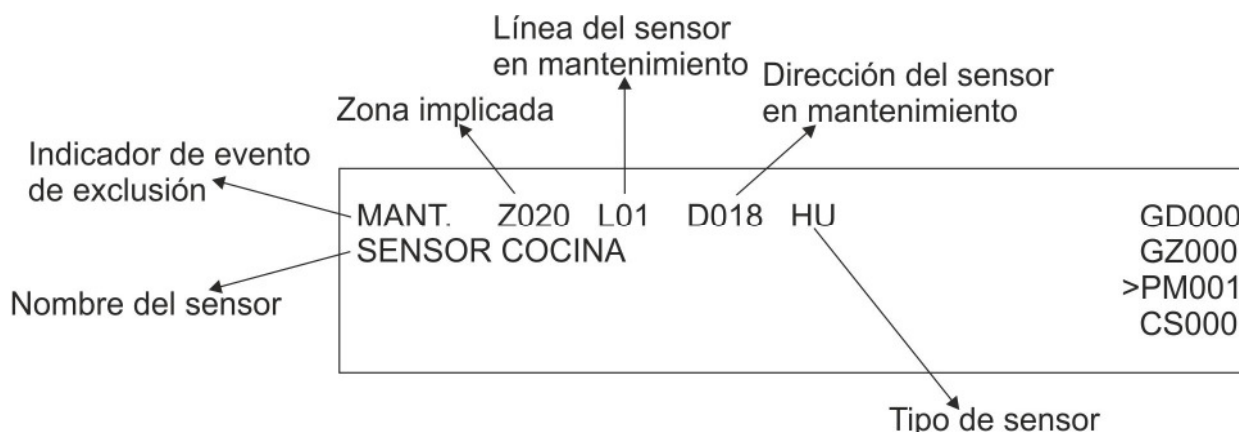 Línea del sensor
en mantenimiento
Dirección del sensor
en mantenimiento
Zona implicada
Indicador de evento
de exclusión
MANT. Z020 L01 D018 HU GD000
SENSOR COCINA GZ000
>PM001
CS000
Nombre del sensor
Tipo de sensor